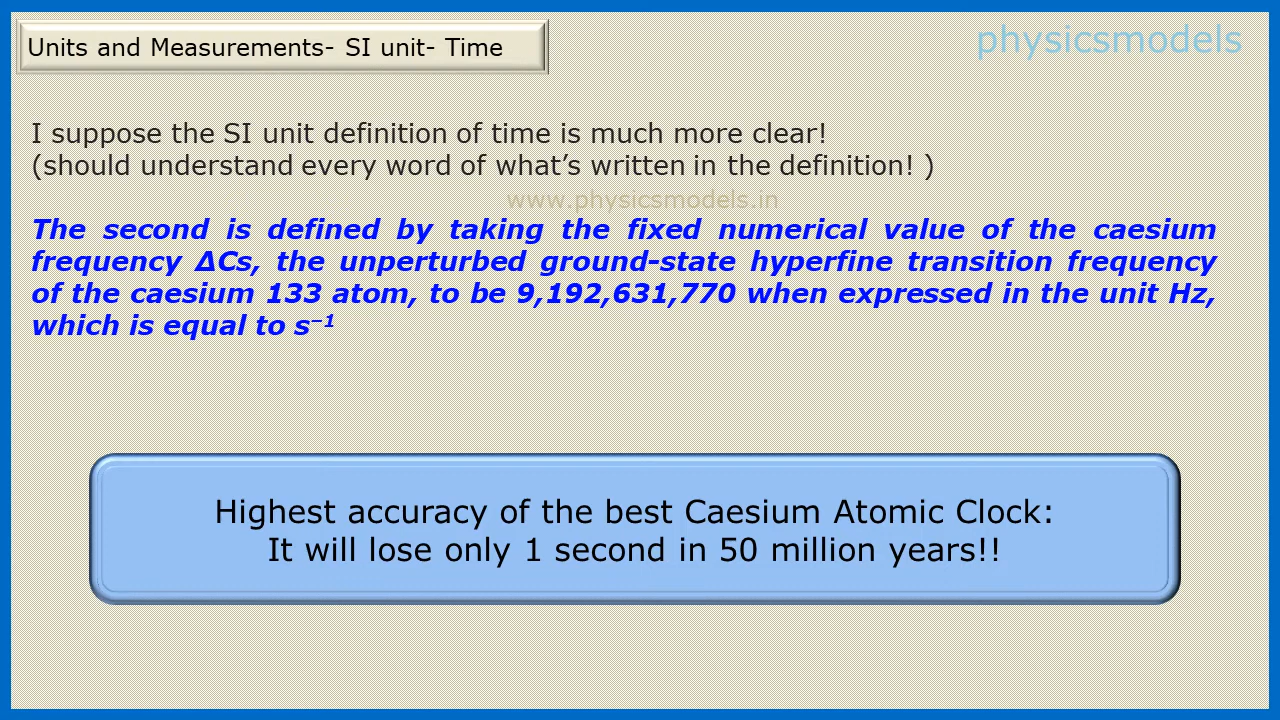 Units and Measurements- SI unit- Time
physicsmodels
I suppose the SI unit definition of time is much more clear!
(should understand every word of what’s written in the definition! )
www.physicsmodels.in
The second is defined by taking the fixed numerical value of the caesium
frequency ΔCs, the unperturbed ground-state hyperfine transition frequency
of the caesium 133 atom, to be 9,192,631,770 when expressed in the unit Hz,
which is equal to s⁻¹
Highest accuracy of the best Caesium Atomic Clock:
It will lose only 1 second in 50 million years!!